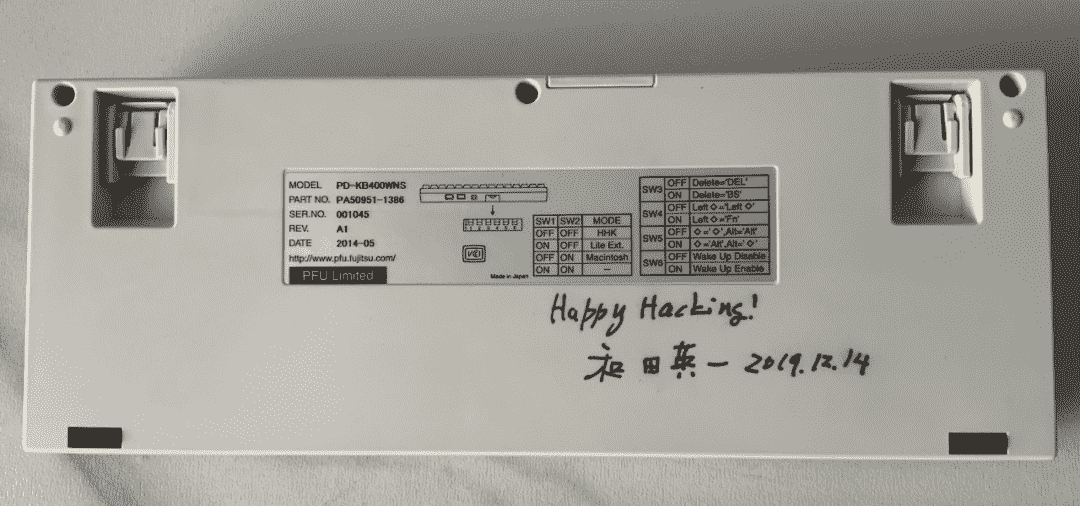 MODEL PD-KB400WNS
PART NO. PA50951-1386
SER.NO. 001045
REV. A1
DATE 2014-05
http://www.pfu.fujitsu.com/
PFU Limited
VCI
Made in Japan
SW1 SW2 MODE
OFF OFF HHK
ON OFF Lite Ext.
OFF ON Macintosh
ON ON —
SW3 OFF Delete='DEL'
ON Delete='BS'
SW4 OFF Left ◇='Left ◇'
ON Left ◇='Fn'
SW5 OFF ◇='◇',Alt='Alt'
ON ◇='Alt',Alt='◇'
SW6 OFF Wake Up Disable
ON Wake Up Enable
Happy Hacking!
和田英一 2019.12.14